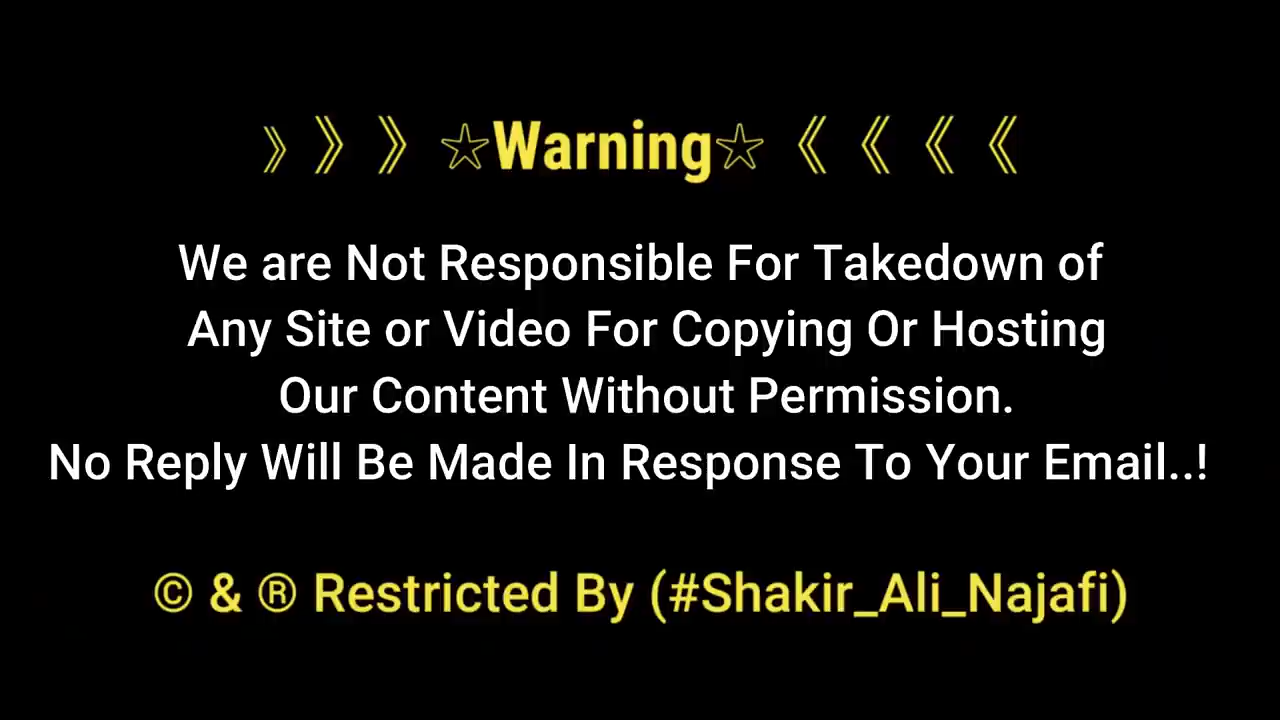 》》》☆Warning☆《《《《
We are Not Responsible For Takedown of
Any Site or Video For Copying Or Hosting
Our Content Without Permission.
No Reply Will Be Made In Response To Your Email..!
© & ® Restricted By (#Shakir_Ali_Najafi)